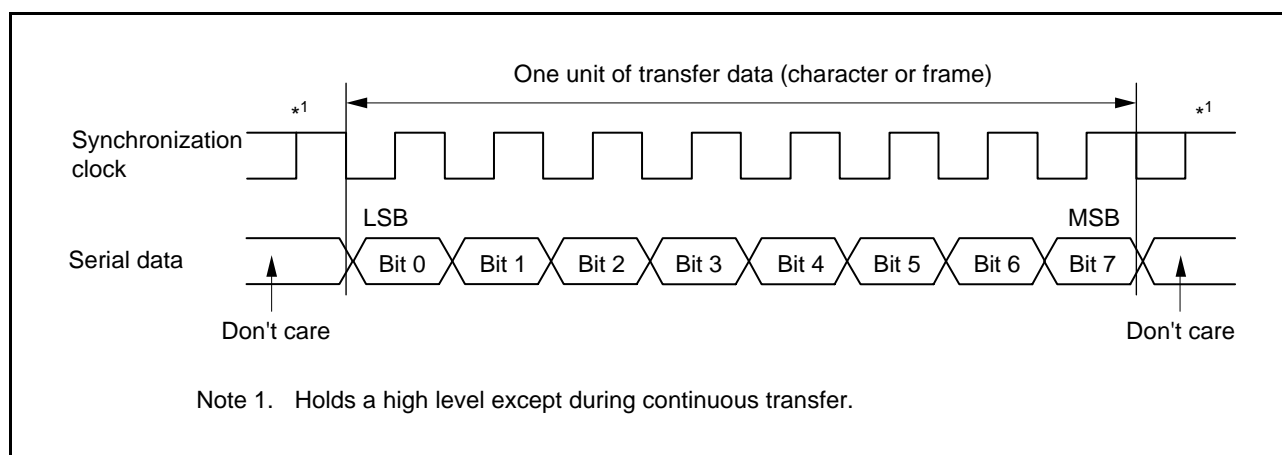 One unit of transfer data (character or frame)
*1
*1
Synchronization
clock
LSB
MSB
Serial data
Bit 0
Bit 1
Bit 2
Bit 3
Bit 4
Bit 5
Bit 6
Bit 7
Don't care
Don't care
Note 1. Holds a high level except during continuous transfer.